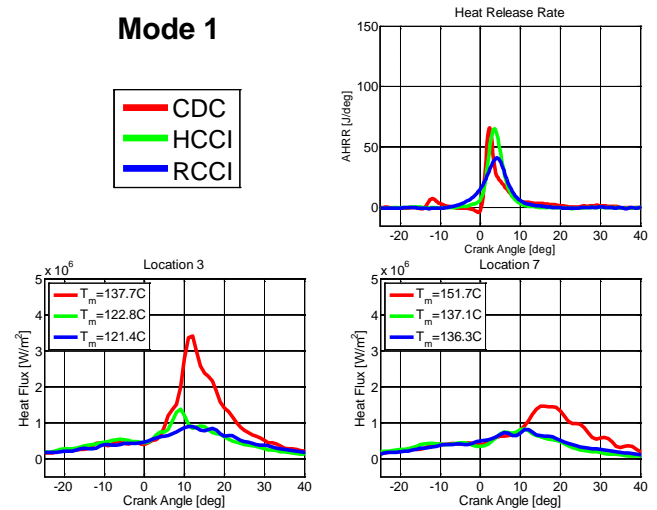 Mode 1
CDC
HCCI
RCCI
Heat Release Rate
150
100
50
0
AHRR [J/deg]
-20 -10 0 10 20 30 40
Crank Angle [deg]
Location 3
x 10^6
5
4
3
2
1
0
Heat Flux [W/m²]
T_m=137.7C
T_m=122.8C
T_m=121.4C
-20 -10 0 10 20 30 40
Crank Angle [deg]
Location 7
x 10^6
5
4
3
2
1
0
Heat Flux [W/m²]
T_m=151.7C
T_m=137.1C
T_m=136.3C
-20 -10 0 10 20 30 40
Crank Angle [deg]